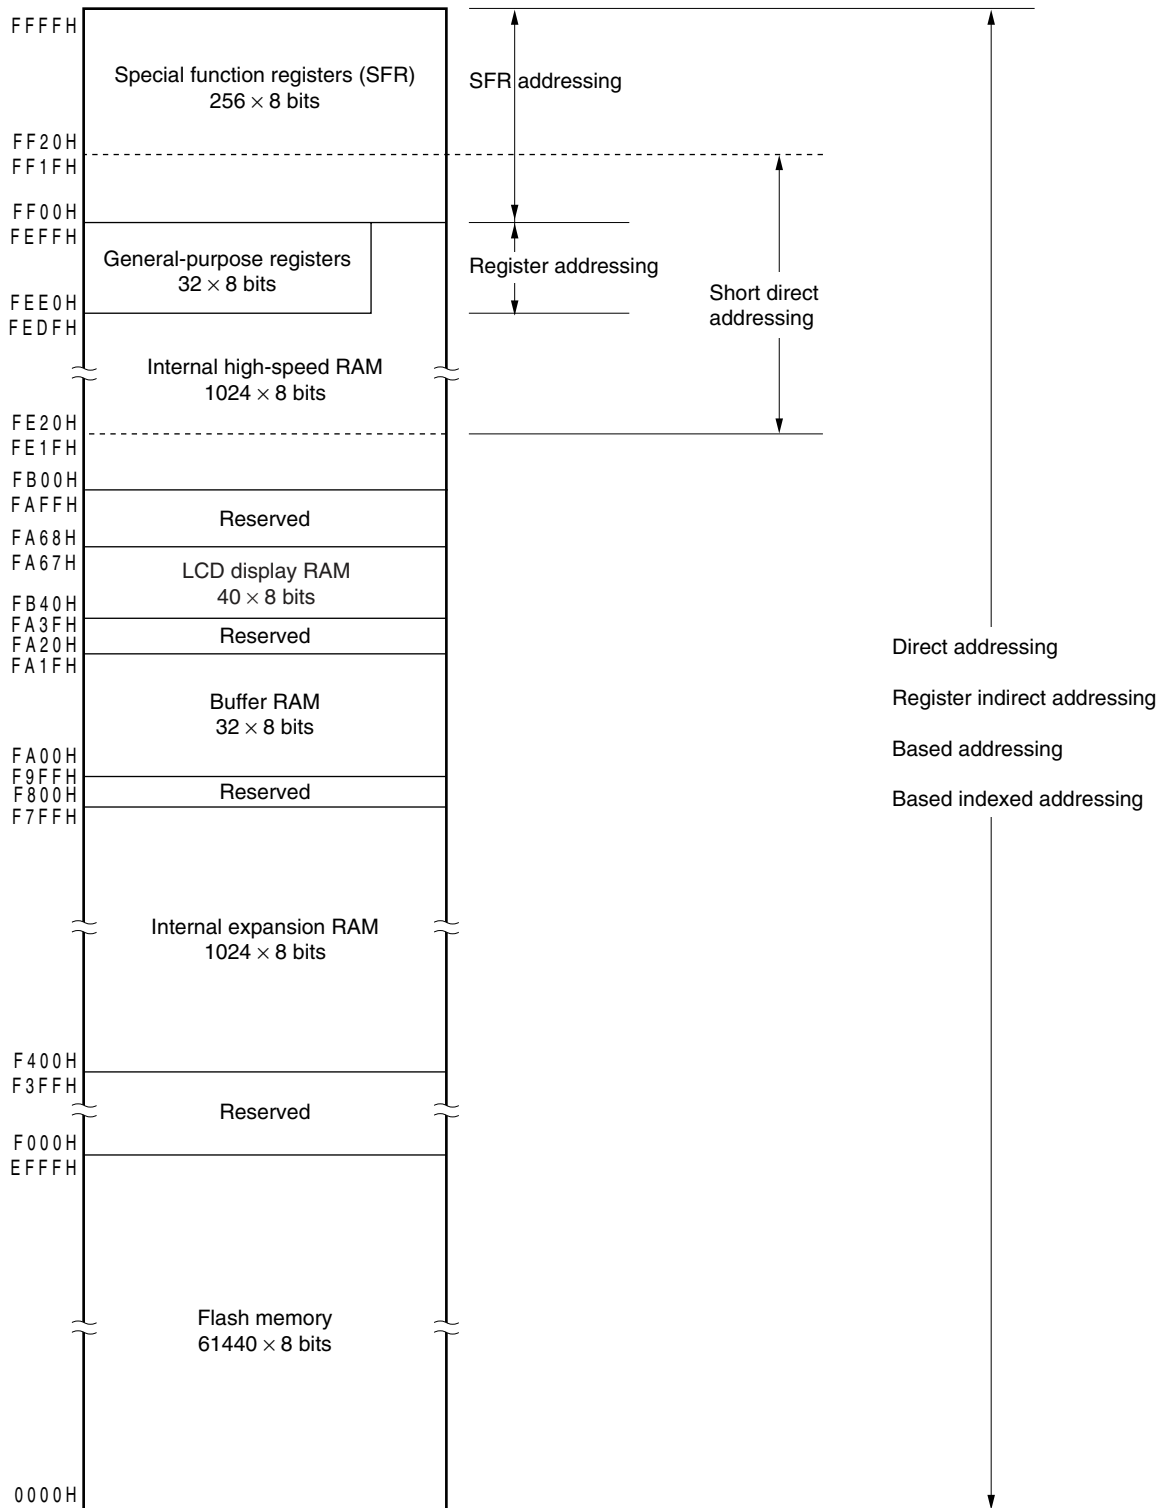 FFFFH
Special function registers (SFR)
256 × 8 bits
SFR addressing
FF20H
FF1FH
FF00H
FEFFH
General-purpose registers
32 × 8 bits
Register addressing
Short direct
addressing
FEE0H
FEDFH
Internal high-speed RAM
1024 × 8 bits
FE20H
FE1FH
FB00H
FAFFH
Reserved
FA68H
FA67H
LCD display RAM
40 × 8 bits
FB40H
FA3FH
Reserved
FA20H
FA1FH
Direct addressing
Register indirect addressing
Based addressing
Based indexed addressing
Buffer RAM
32 × 8 bits
FA00H
F9FFH
Reserved
F800H
F7FFH
Internal expansion RAM
1024 × 8 bits
F400H
F3FFH
Reserved
F000H
EFFFH
Flash memory
61440 × 8 bits
0000H